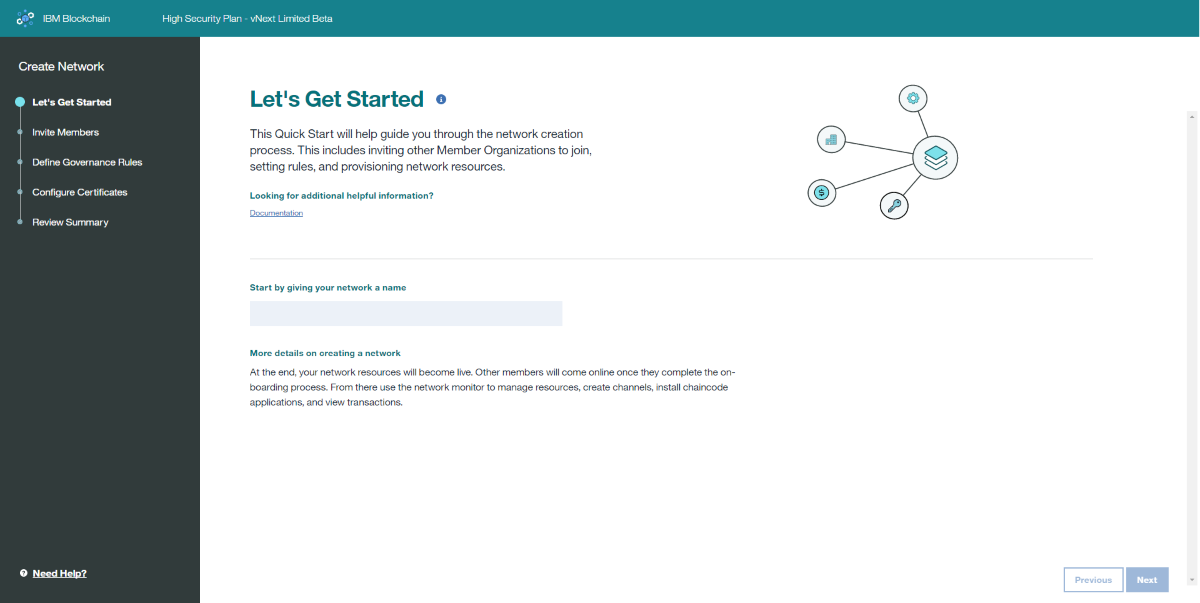 IBM Blockchain
High Security Plan - vNext Limited Beta
Create Network
Let's Get Started
Invite Members
Define Governance Rules
Configure Certificates
Review Summary
Need Help?
Let's Get Started
This Quick Start will help guide you through the network creation
process. This includes inviting other Member Organizations to join,
setting rules, and provisioning network resources.
Looking for additional helpful information?
Documentation
Start by giving your network a name
More details on creating a network
At the end, your network resources will become live. Other members will come online once they complete the on-
boarding process. From there use the network monitor to manage resources, create channels, install chaincode
applications, and view transactions.
Previous
Next